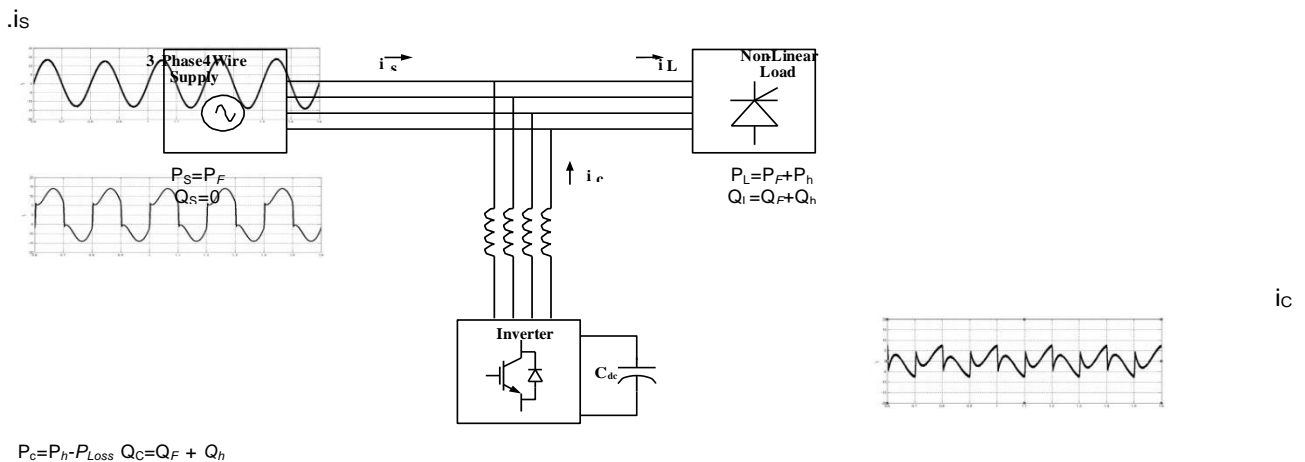 .iS
3-Phase4Wire
Supply
i s
i L
Non-Linear
Load
PS=PF
QS=0
i c
PL=PF+Ph
QL=QF+Qh
iC
Inverter
Cdc
Pc=Ph-PLoss QC=QF + Qh